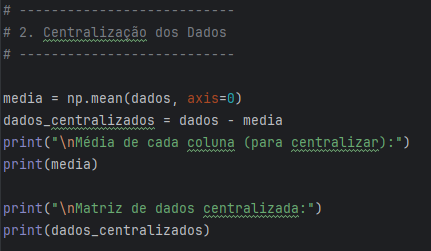 # ---------------------------
# 2. Centralização dos Dados
# ---------------------------
media = np.mean(dados, axis=0)
dados_centralizados = dados - media
print("\nMédia de cada coluna (para centralizar):")
print(media)
print("\nMatriz de dados centralizada:")
print(dados_centralizados)